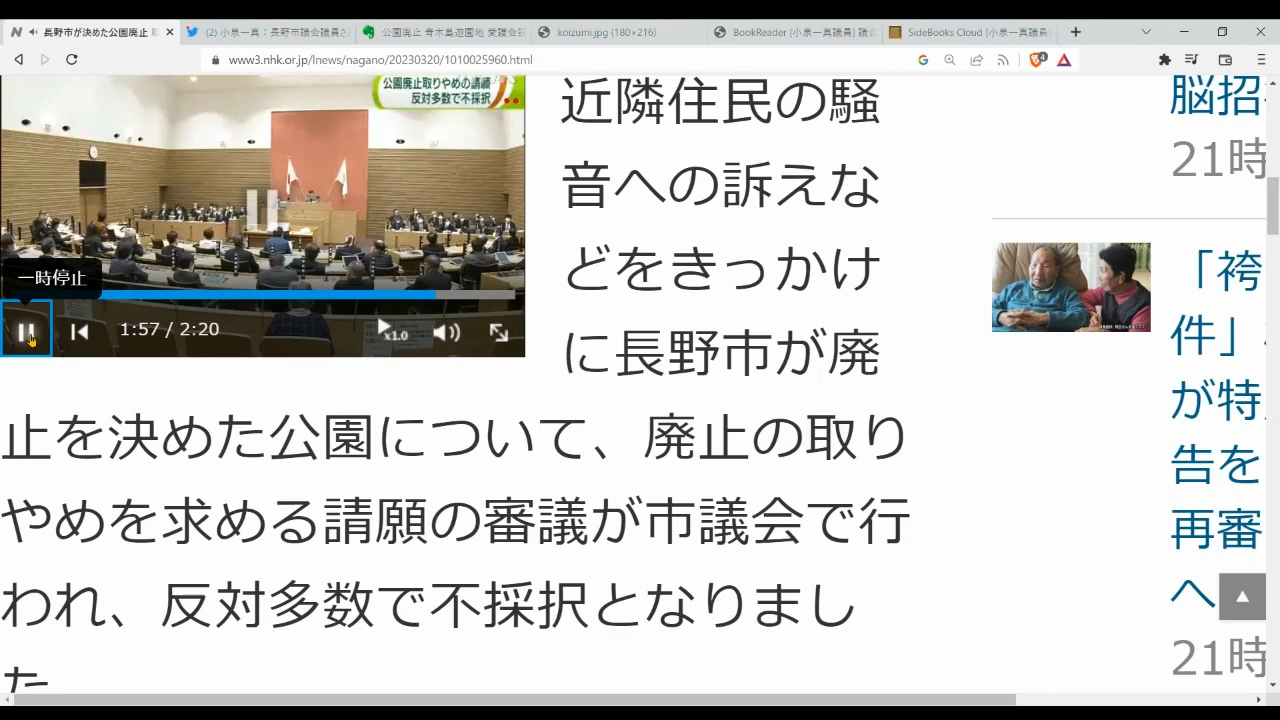 長野市が決めた公園廃止
(2) 小泉一真：長野市議会議員さ
公園廃止 青木島遊園地 愛護会
koizumi.jpg (180×216)
BookReader [小泉一真議員]
SideBooks Cloud [小泉一真議員]
www3.nhk.or.jp/lnews/nagano/20230320/1010025960.html
公園廃止取りやめの請願
反対多数で不採択
一時停止
1:57 / 2:20
x1.0
近隣住民の騒
音への訴えな
どをきっかけ
に長野市が廃
止を決めた公園について、廃止の取り
やめを求める請願の審議が市議会で行
われ、反対多数で不採択となりまし
た
脳招
21時
「袴
件」
が特
告を
再審
へ
21時